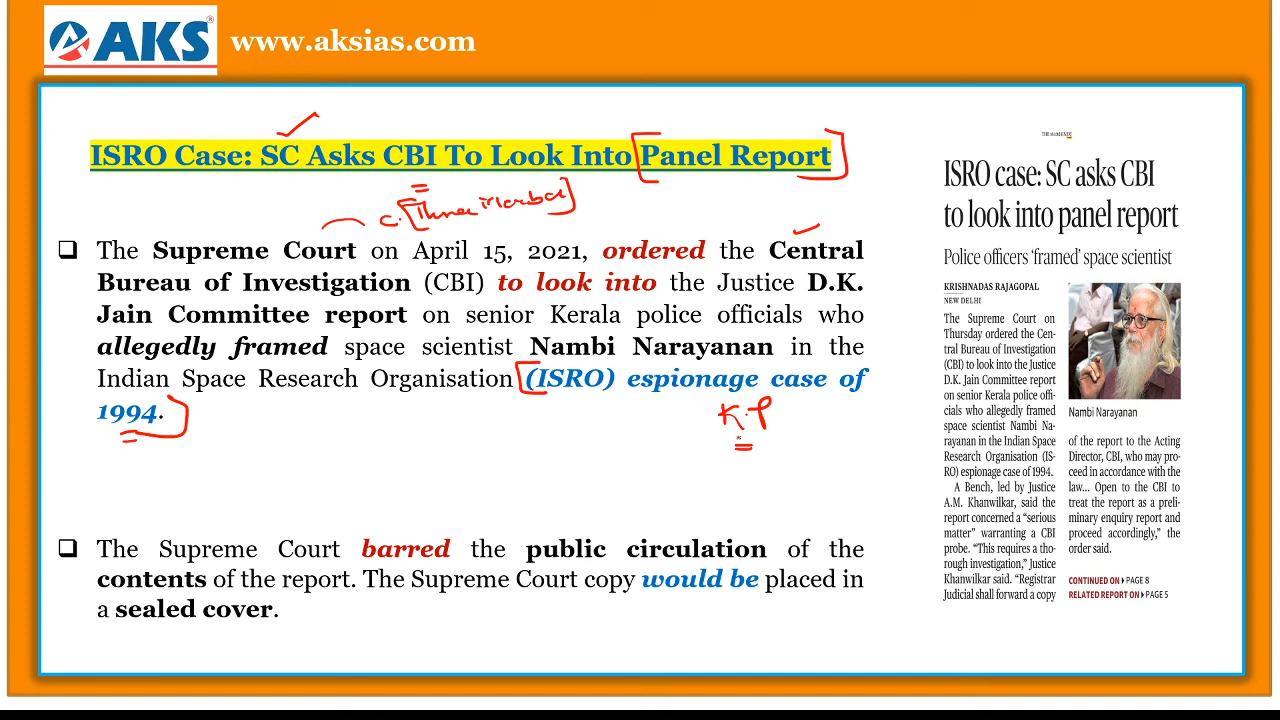 AKS
www.aksias.com
ISRO Case: SC Asks CBI To Look Into Panel Report
C. [Three Member]
The Supreme Court on April 15, 2021, ordered the Central
Bureau of Investigation (CBI) to look into the Justice D.K.
Jain Committee report on senior Kerala police officials who
allegedly framed space scientist Nambi Narayanan in the
Indian Space Research Organisation (ISRO) espionage case of
1994.
K.P
The Supreme Court barred the public circulation of the
contents of the report. The Supreme Court copy would be placed in
a sealed cover.
ISRO case: SC asks CBI
to look into panel report
Police officers ‘framed’ space scientist
KRISHNADAS RAJAGOPAL
NEW DELHI
The Supreme Court on
Thursday ordered the Cen-
tral Bureau of Investigation
(CBI) to look into the Justice
D.K. Jain Committee report
on senior Kerala police offi-
cials who allegedly framed
space scientist Nambi Na-
rayanan in the Indian Space
Research Organisation (IS-
RO) espionage case of 1994.
A Bench, led by Justice
A.M. Khanwilkar, said the
report concerned a “serious
matter” warranting a CBI
probe. “This requires a tho-
rough investigation,” Justice
Khanwilkar said. “Registrar
Judicial shall forward a copy
Nambi Narayanan
of the report to the Acting
Director, CBI, who may pro-
ceed in accordance with the
law... Open to the CBI to
treat the report as a preli-
minary enquiry report and
proceed accordingly,” the
order said.
CONTINUED ON PAGE 8
RELATED REPORT ON PAGE 5